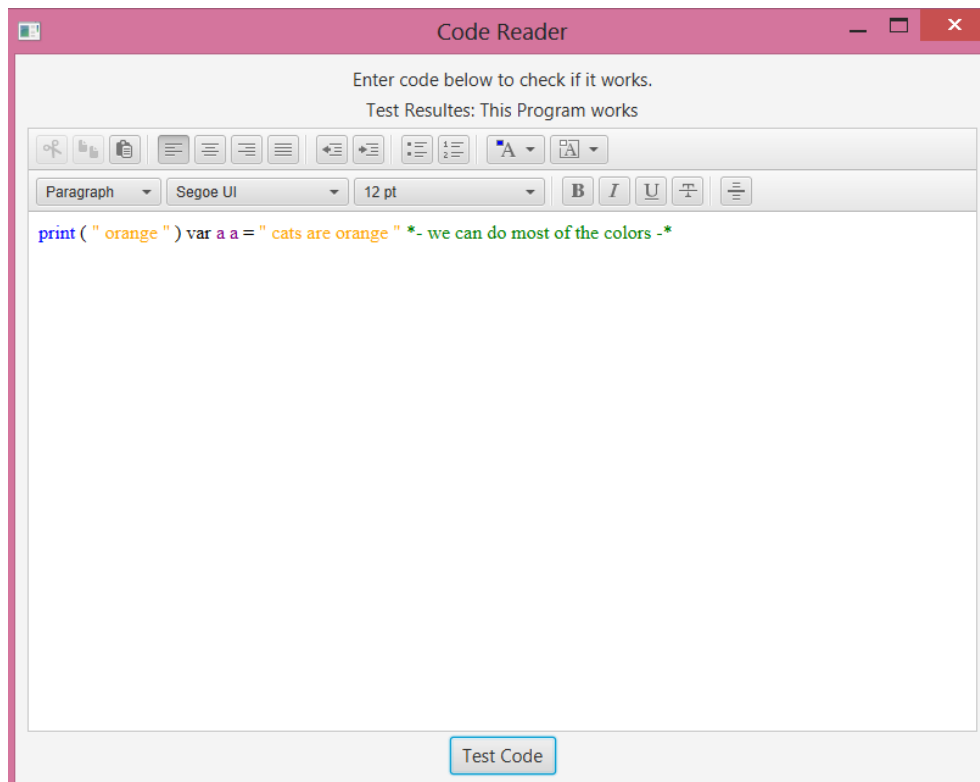 Code Reader
Enter code below to check if it works.
Test Resultes: This Program works
Paragraph Segoe UI 12 pt B I U T
print ( " orange " ) var a a = " cats are orange " *- we can do most of the colors -*
Test Code